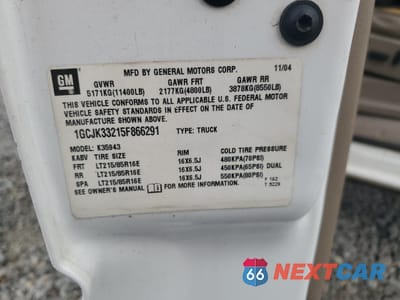 GM
MFD BY GENERAL MOTORS CORP. 11/04
GVWR GAWR FRT GAWR RR
5171KG(11400LB) 2177KG(4800LB) 3878KG(8550LB)
THIS VEHICLE CONFORMS TO ALL APPLICABLE U.S. FEDERAL MOTOR
VEHICLE SAFETY STANDARDS IN EFFECT ON THE DATE OF
MANUFACTURE SHOWN ABOVE.
1GCJK33215F866291 TYPE: TRUCK
MODEL: K35943
KABV TIRE SIZE RIM COLD TIRE PRESSURE
FRT LT215/85R16E 16X6.5J 480KPA(70PSI)
RR LT215/85R16E 16X6.5J 450KPA(65PSI) DUAL
SPA LT215/85R16E 16X6.5J 550KPA(80PSI)
SEE OWNER'S MANUAL FOR MORE INFORMATION.
66 NEXTCAR